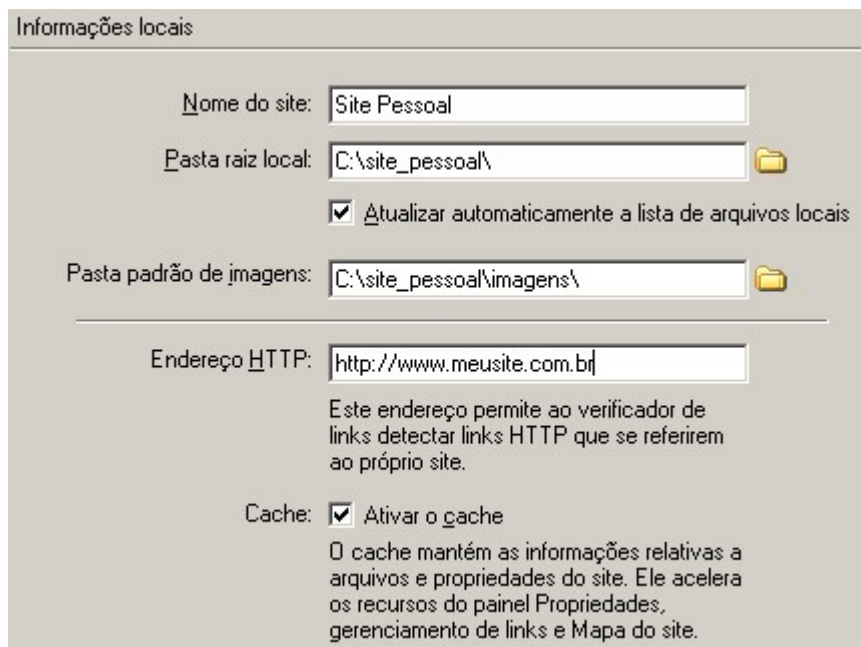 Informações locais
Nome do site: Site Pessoal
Pasta raiz local: C:\site_pessoal\
Atualizar automaticamente a lista de arquivos locais
Pasta padrão de imagens: C:\site_pessoal\imagens\
Endereço HTTP: http://www.meusite.com.br
Este endereço permite ao verificador de
links detectar links HTTP que se referirem
ao próprio site.
Cache: Ativar o cache
O cache mantém as informações relativas a
arquivos e propriedades do site. Ele acelera
os recursos do painel Propriedades,
gerenciamento de links e Mapa do site.